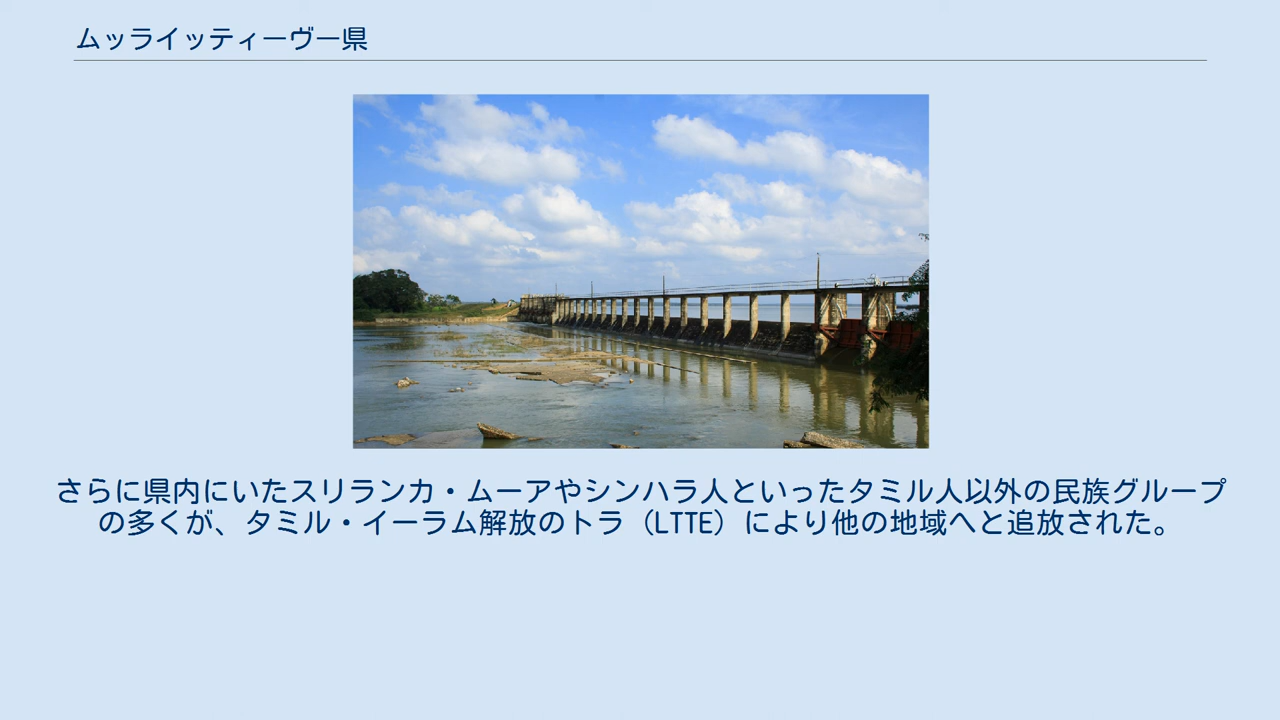 ムッライッティーヴー県
さらに県内にいたスリランカ・ムーアやシンハラ人といったタミル人以外の民族グループ
の多くが、タミル・イーラム解放のトラ（LTTE）により他の地域へと追放された。